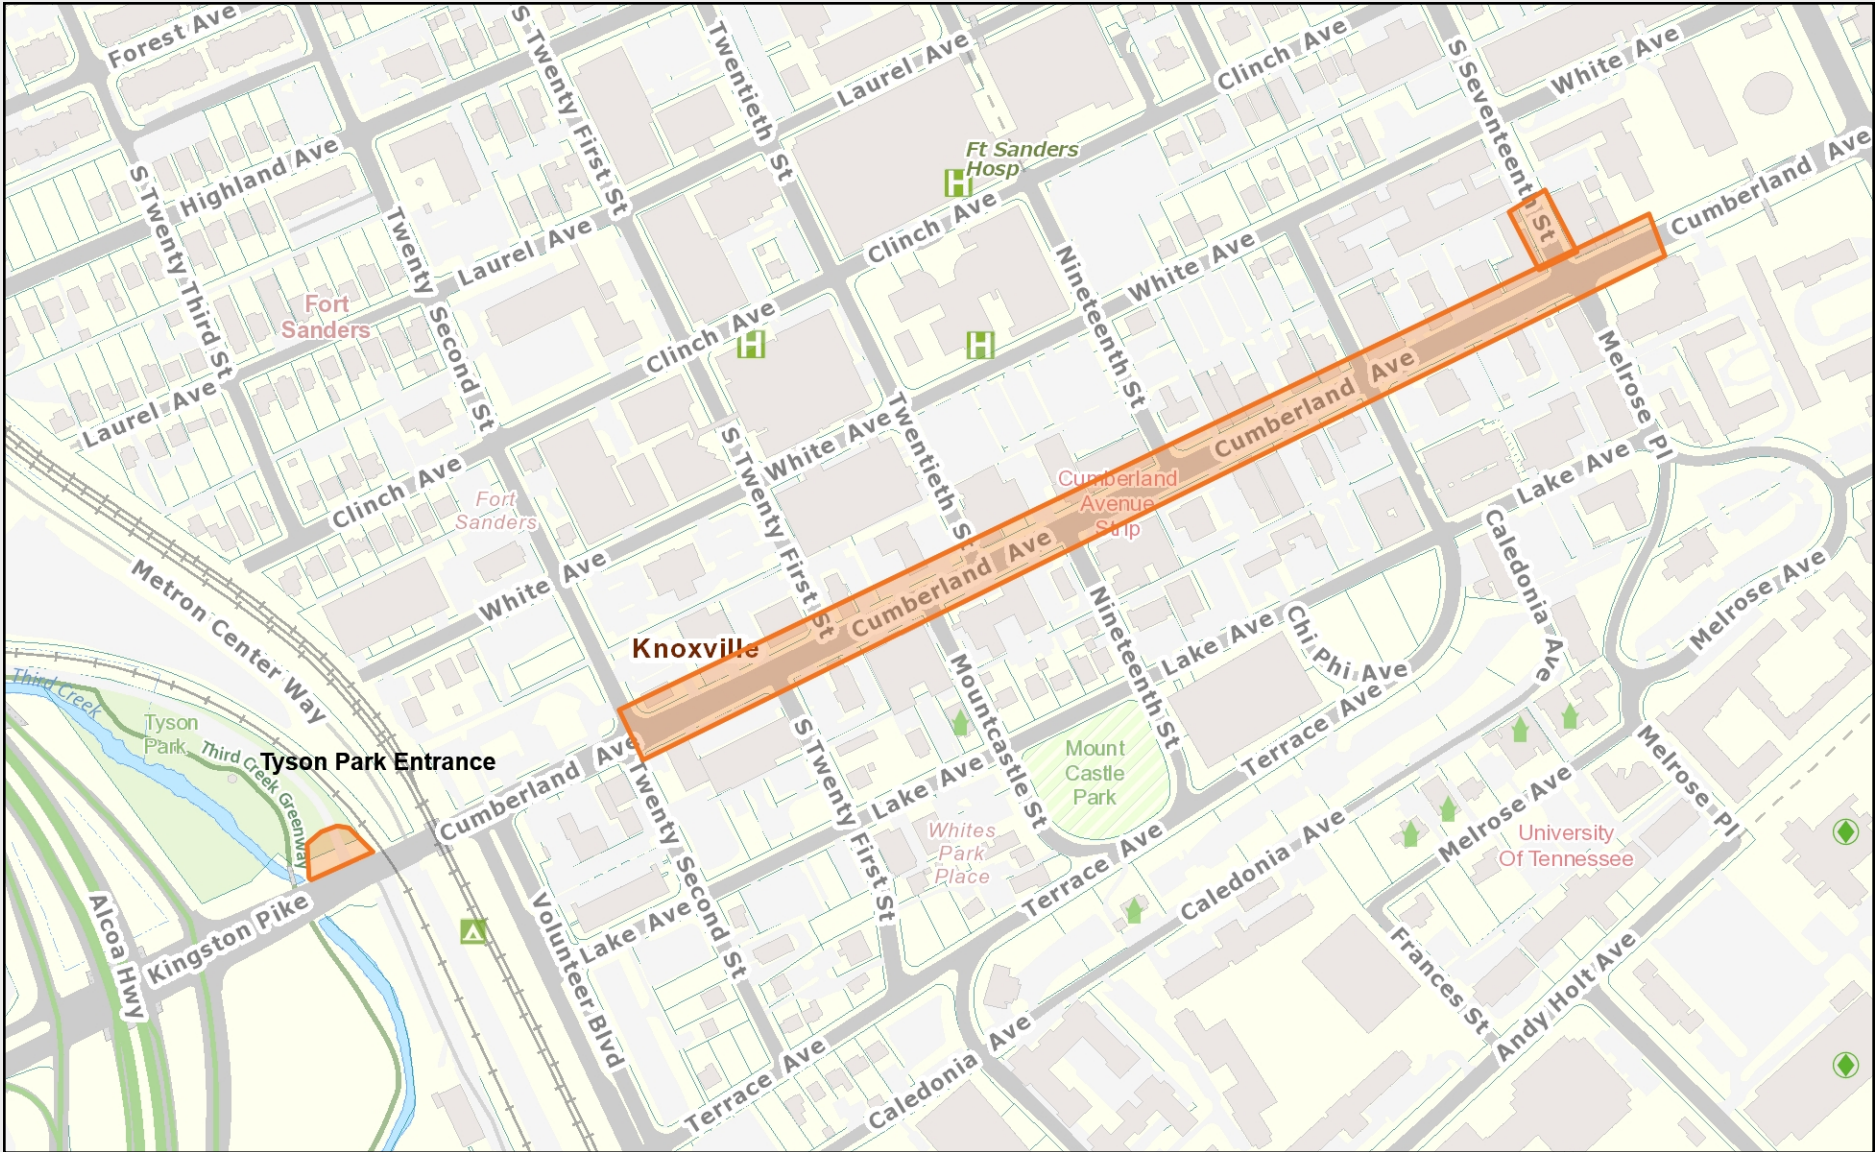 Forest Ave
S Twenty First St
Twentieth St
Laurel Ave
Clinch Ave
S Seventeenth St
White Ave
Cumberland Ave
Highland Ave
S Twenty Third St
Twenty Second St
Laurel Ave
Ft Sanders
Hosp
H
Clinch Ave
Nineteenth St
White Ave
Fort
Sanders
Clinch Ave
H
H
Laurel Ave
Melrose Pl
Cumberland Ave
Clinch Ave
Fort
Sanders
S Twenty First St
White Ave
Twentieth St
Cumberland
Avenue
Strip
Lake Ave
Caledonia Ave
Melrose Ave
Metron Center Way
White Ave
Cumberland Ave
Nineteenth St
Lake Ave
Chi Phi Ave
Knoxville
Third Creek
Tyson
Park
Third Creek Greenway
Tyson Park Entrance
Cumberland Ave
Twenty Second St
S Twenty First St
Mountcastle St
Lake Ave
Mount
Castle
Park
Terrace Ave
Melrose Pl
Whites
Park
Place
Terrace Ave
Caledonia Ave
Melrose Ave
University
Of Tennessee
Alcoa Hwy
Kingston Pike
Volunteer Blvd
Lake Ave
Frances St
Andy Holt Ave
Terrace Ave
Caledonia Ave